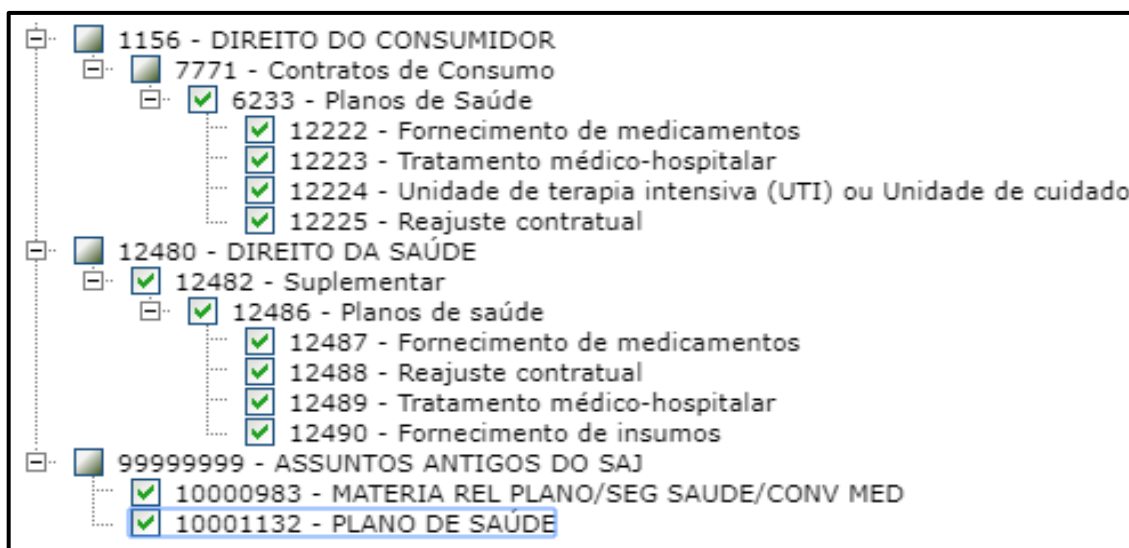 1156 - DIREITO DO CONSUMIDOR
7771 - Contratos de Consumo
6233 - Planos de Saúde
12222 - Fornecimento de medicamentos
12223 - Tratamento médico-hospitalar
12224 - Unidade de terapia intensiva (UTI) ou Unidade de cuidado
12225 - Reajuste contratual
12480 - DIREITO DA SAÚDE
12482 - Suplementar
12486 - Planos de saúde
12487 - Fornecimento de medicamentos
12488 - Reajuste contratual
12489 - Tratamento médico-hospitalar
12490 - Fornecimento de insumos
99999999 - ASSUNTOS ANTIGOS DO SAJ
10000983 - MATERIA REL PLANO/SEG SAUDE/CONV MED
10001132 - PLANO DE SAÚDE